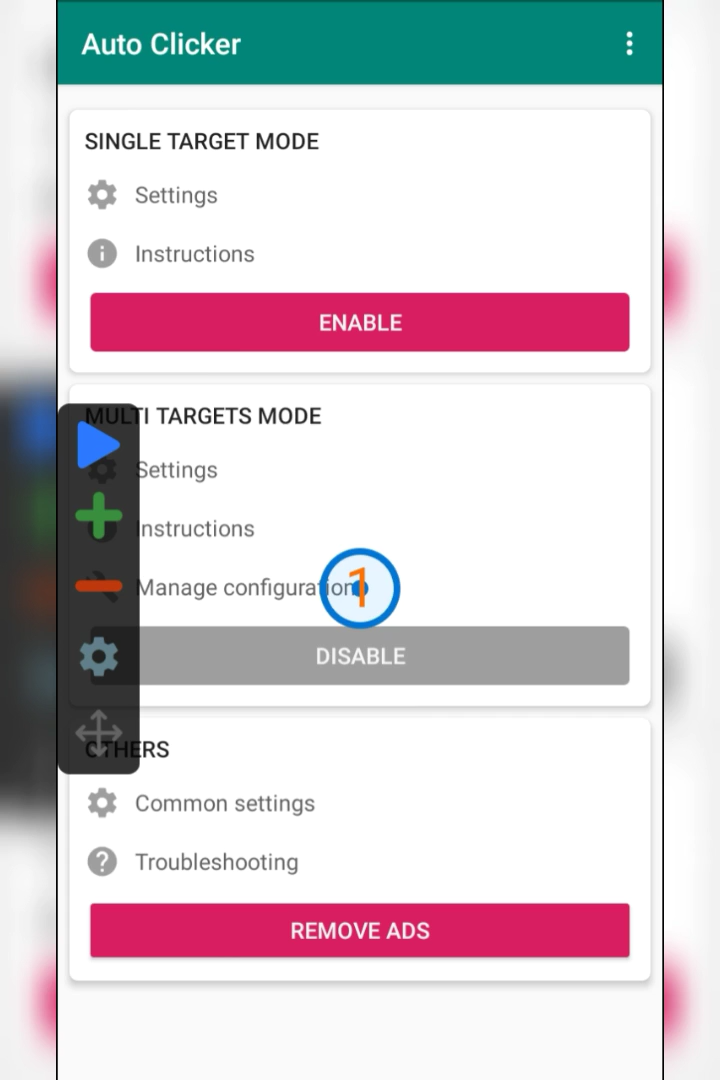 Auto Clicker
SINGLE TARGET MODE
Settings
Instructions
ENABLE
MULTI TARGETS MODE
Settings
Instructions
Manage configurations
1
DISABLE
OTHERS
Common settings
Troubleshooting
REMOVE ADS